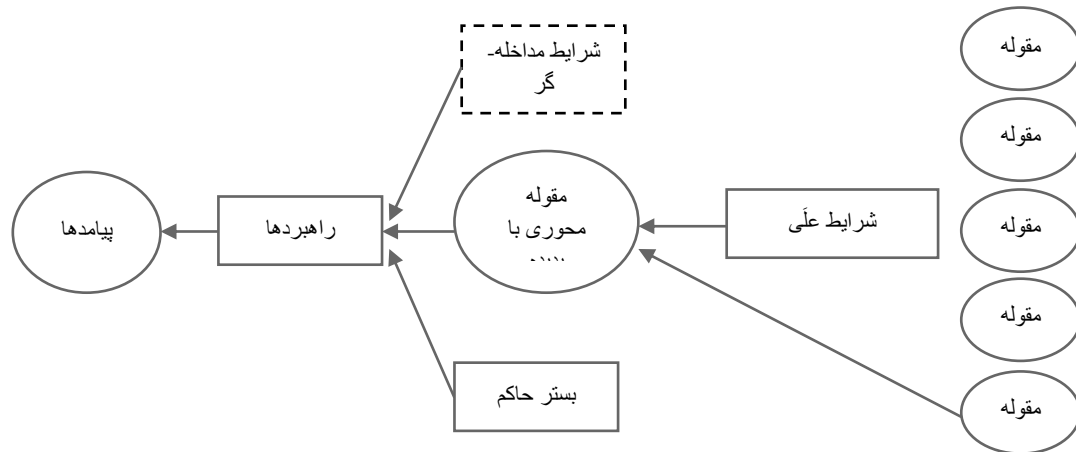 مقوله
شرایط مداخله-
گر
مقوله
مقوله
محوری با
مقوله
شرایط علَی
راهبردها
پیامدها
مقوله
بستر حاکم
مقوله